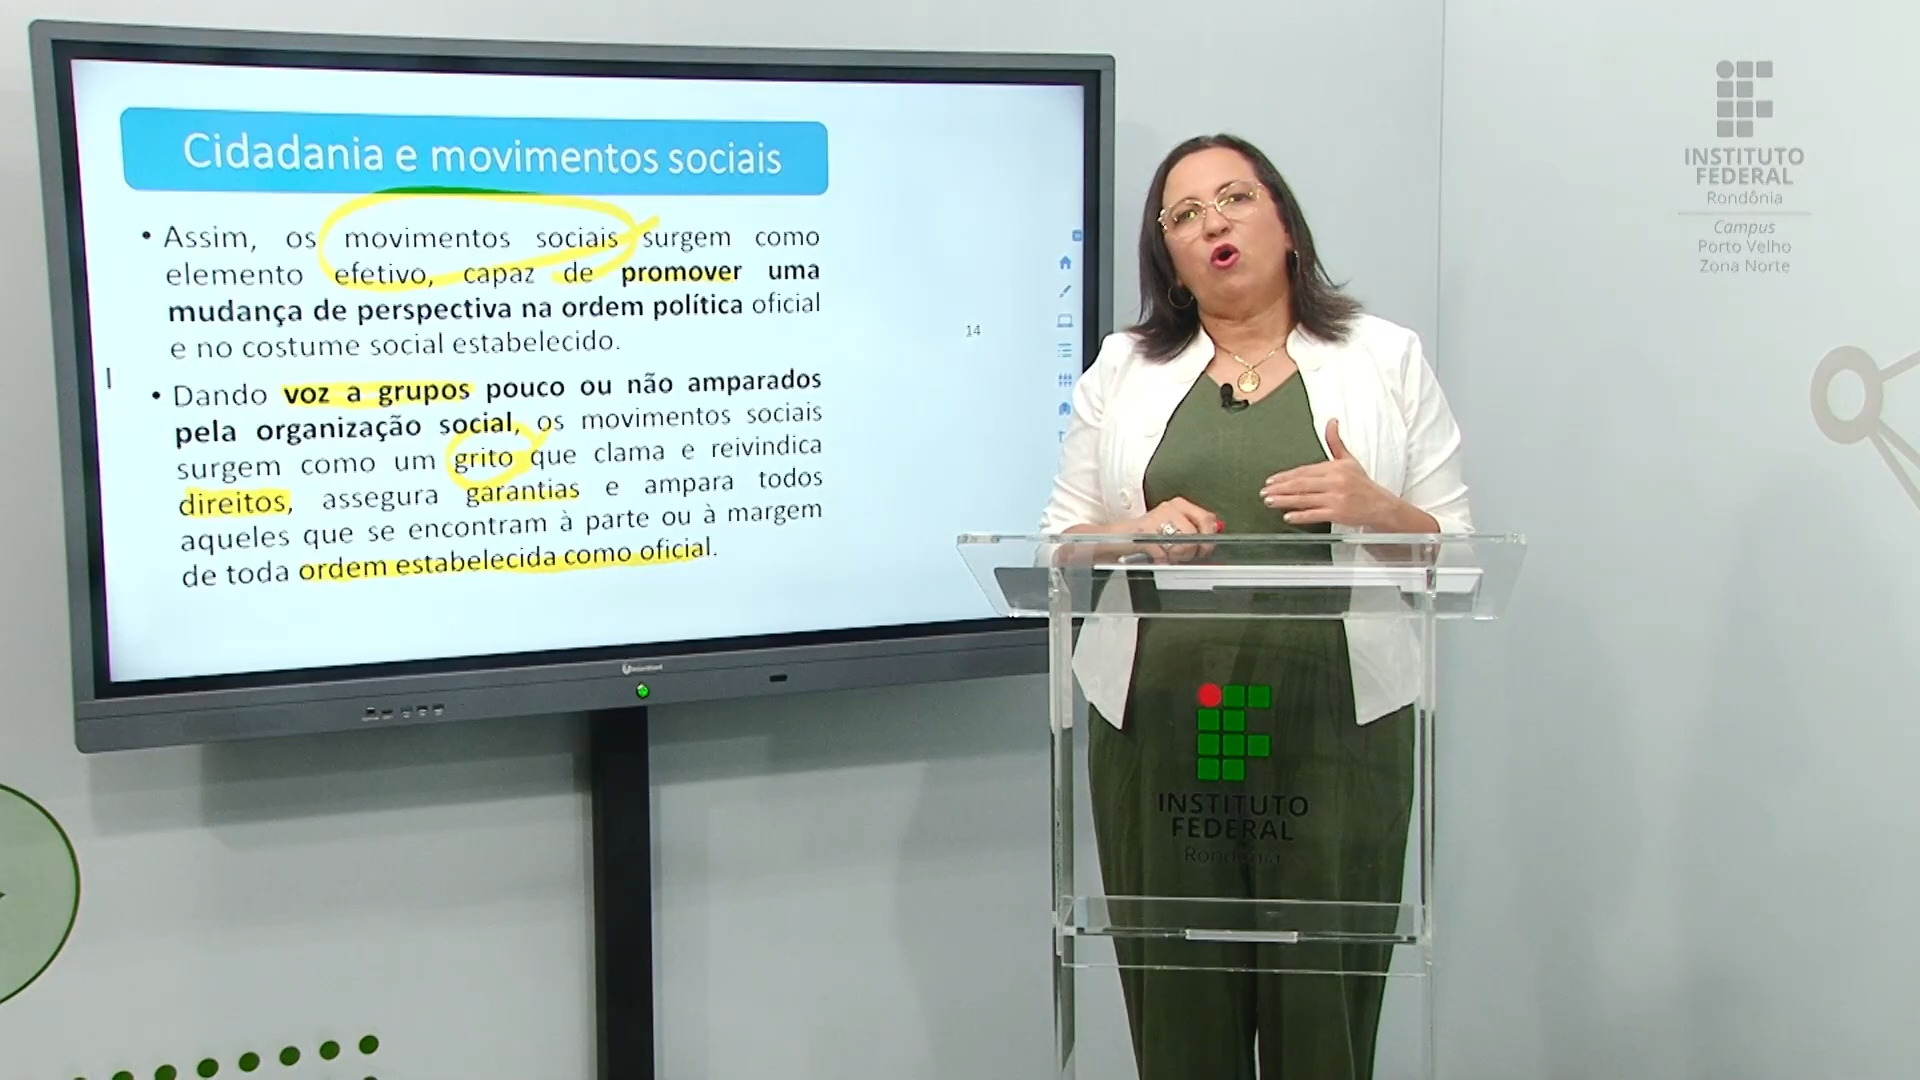 Cidadania e movimentos sociais
• Assim, os movimentos sociais surgem como
elemento efetivo, capaz de promover uma
mudança de perspectiva na ordem política oficial
e no costume social estabelecido.
• Dando voz a grupos pouco ou não amparados
pela organização social, os movimentos sociais
surgem como um grito que clama e reivindica
direitos, assegura garantias e ampara todos
aqueles que se encontram à parte ou à margem
de toda ordem estabelecida como oficial.
14
INSTITUTO
FEDERAL
Rondônia
Campus
Porto Velho
Zona Norte
INSTITUTO
FEDERAL
Rondônia